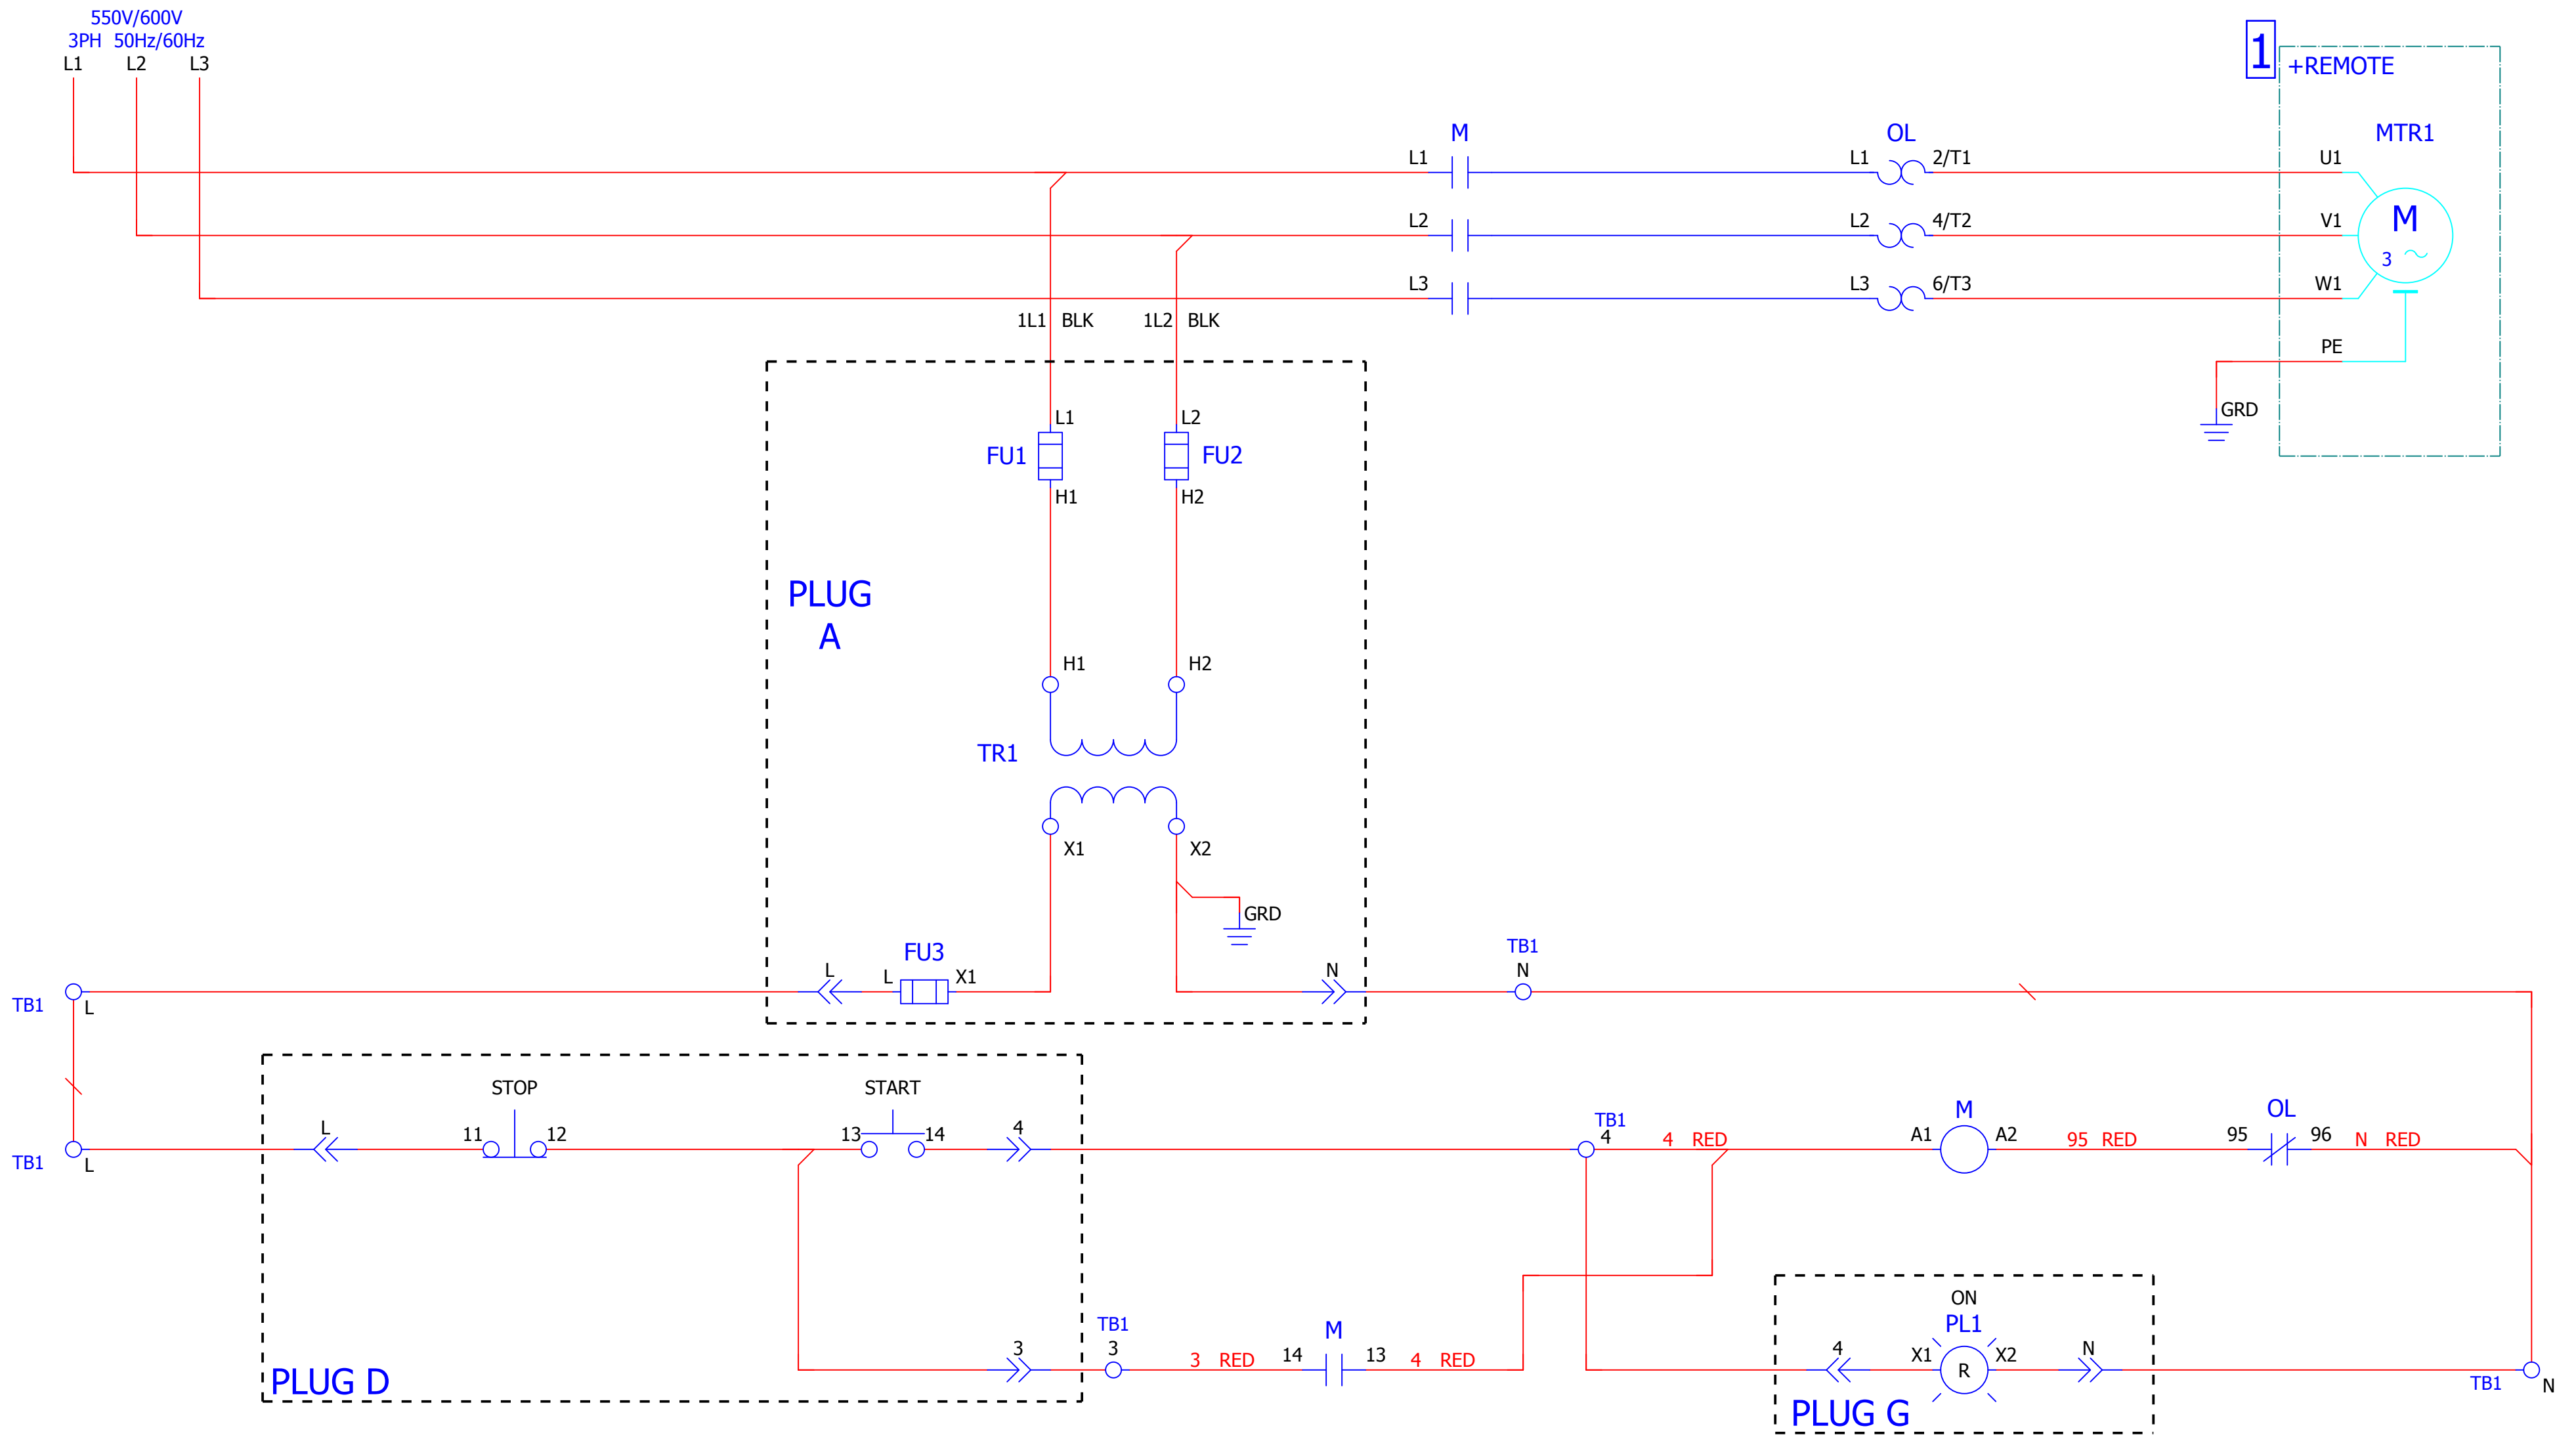 550V/600V
3PH 50Hz/60Hz
L1 L2 L3
1
+REMOTE
M OL MTR1
L1 L1 2/T1 U1
L2 L2 4/T2 V1
M
3
L3 L3 6/T3 W1
1L1 BLK 1L2 BLK
PE
GRD
L1 L2
FU1 FU2
H1 H2
PLUG
A
H1 H2
TR1
X1 X2
GRD
FU3 TB1
L L X1 N N
TB1 L
STOP START
L 11 12 13 14 4
TB1 L
TB1
4 4 RED
M
A1 A2 95 RED
OL
95 96 N RED
TB1
3 3
3 RED 14 M 13 4 RED
PLUG D
ON
PL1
4 X1 R X2 N
PLUG G
TB1 N